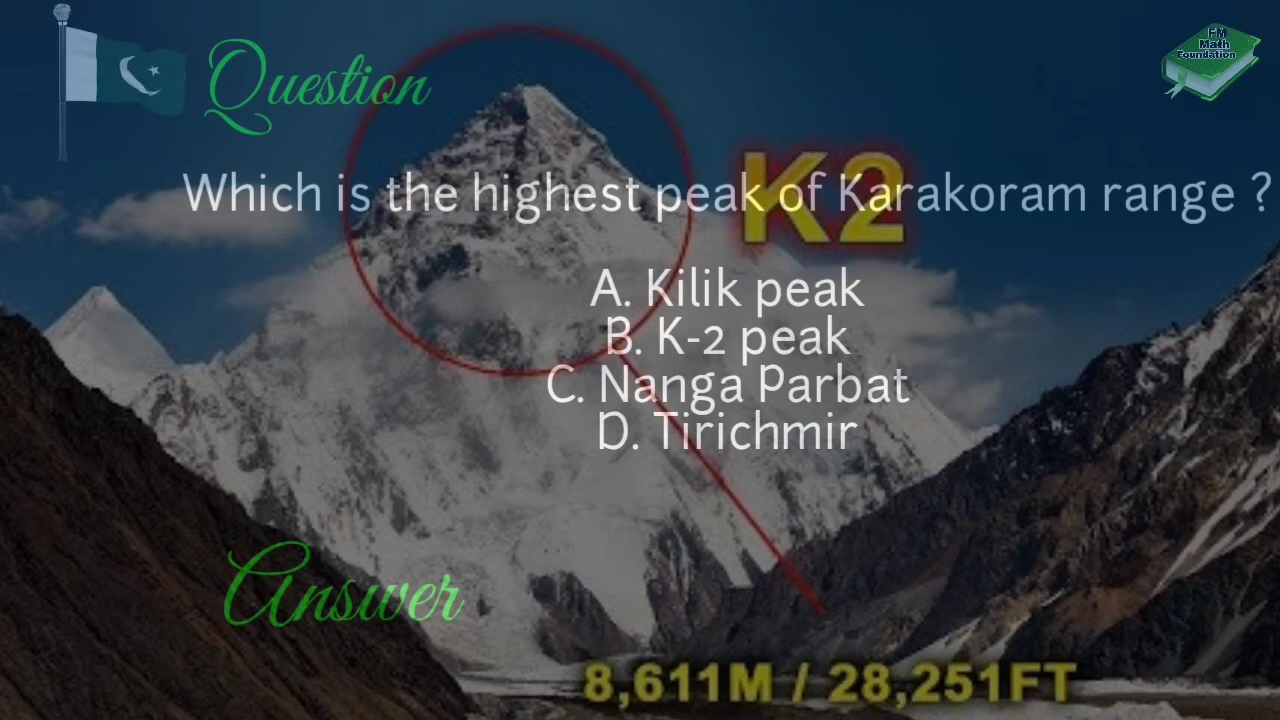 FM
Math
Foundation
Question
K2
Which is the highest peak of Karakoram range ?
A. Kilik peak
B. K-2 peak
C. Nanga Parbat
D. Tirichmir
Answer
8,611M / 28,251FT